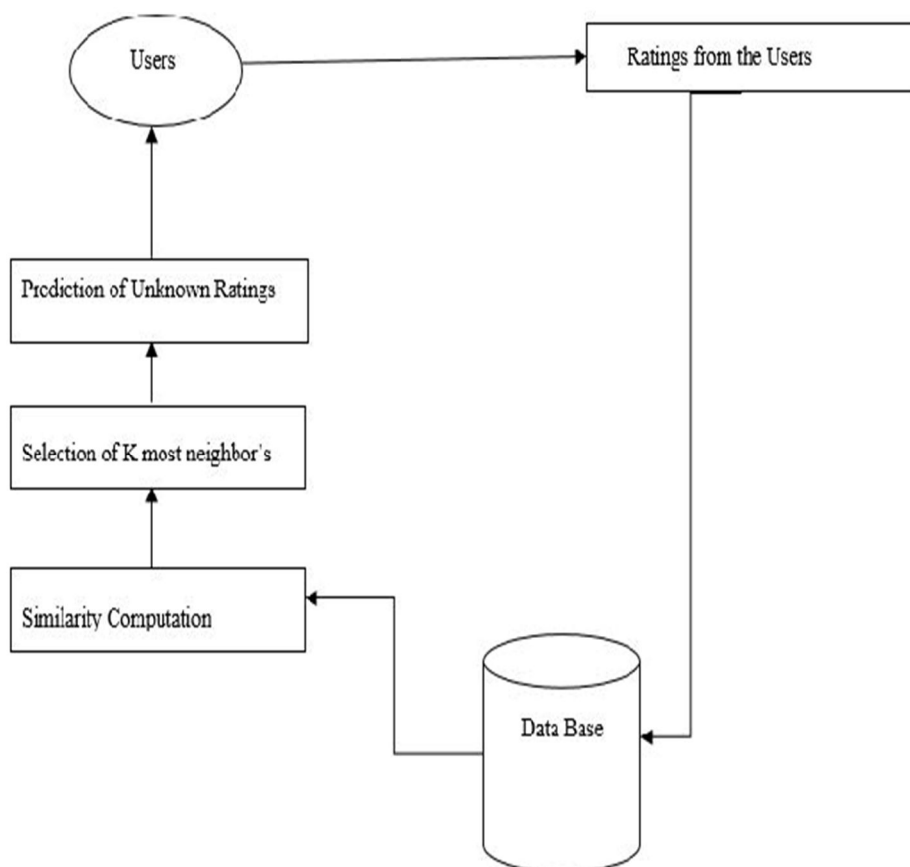 Users
Ratings from the Users
Prediction of Unknown Ratings
Selection of K most neighbor's
Similarity Computation
Data Base